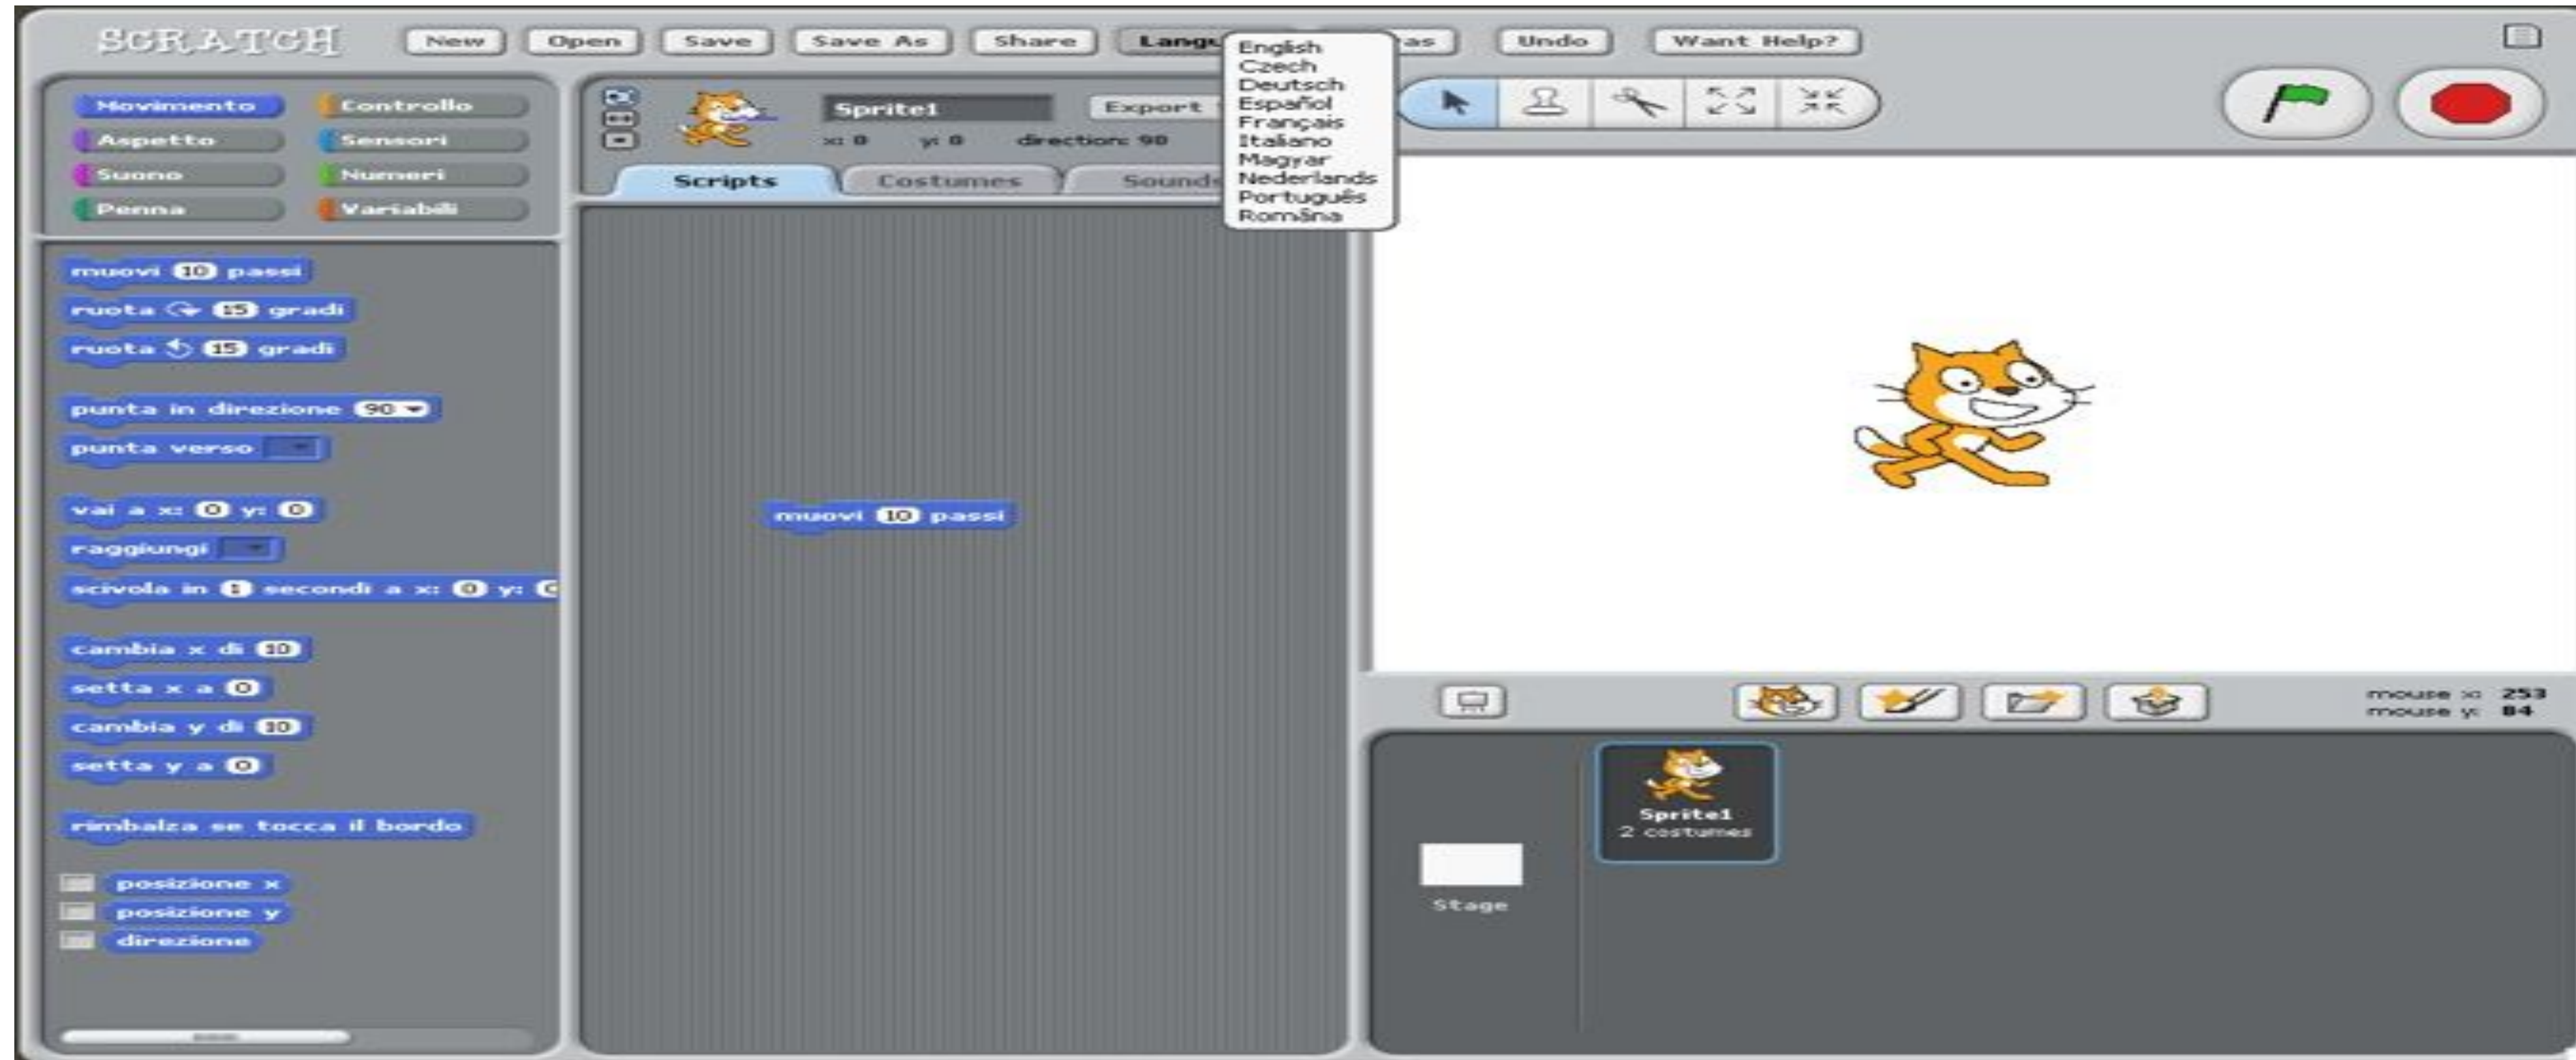 SCRATCH New Open Save Save As Share Undo Want Help?
English
Czech
Deutsch
Español
Français
Italiano
Magyar
Nederlands
Português
Româna
Movimento Controllo
Aspetto Sensori
Suono Numeri
Penna Variabili
Sprite1 Export
x: 0 y: 0 direction: 90
Scripts Costumes
muovi 10 passi
ruota 15 gradi
ruota 15 gradi
punta in direzione 90
punta verso
vai a x: 0 y: 0
raggiungi
scivola in 1 secondi a x: 0 y:
cambia x di 10
setta x a 0
cambia y di 10
setta y a 0
rimbalza se tocca il bordo
posizione x
posizione y
direzione
muovi 10 passi
mouse x: 253
mouse y: 84
Sprite1
2 costumes
Stage